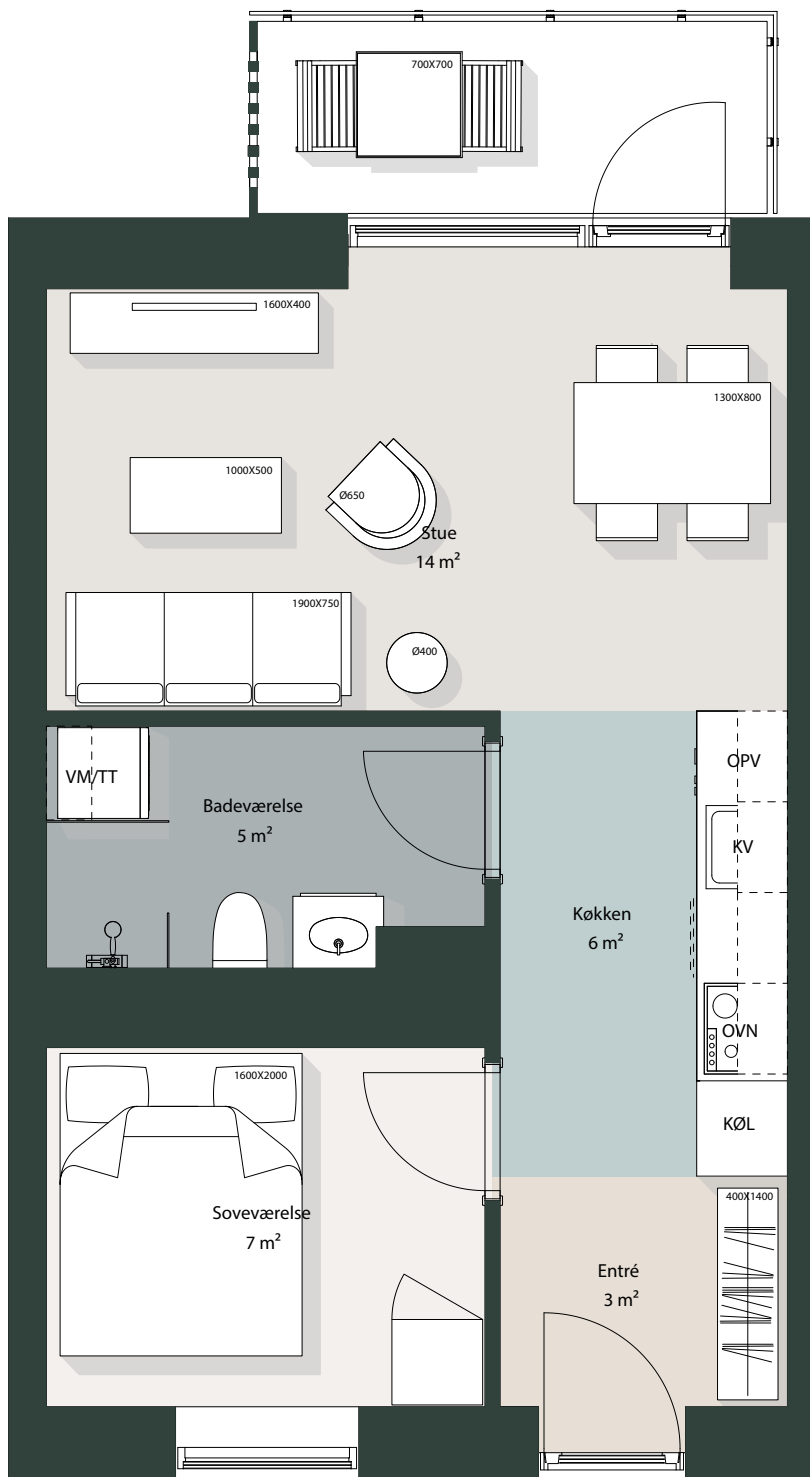 700X700
1600X400
1300X800
1000X500
Ø650
Stue
14 m²
1900X750
Ø400
VM/TT
OPV
Badeværelse
5 m²
KV
Køkken
6 m²
OVN
1600X2000
KØL
400X1400
Soveværelse
7 m²
Entré
3 m²